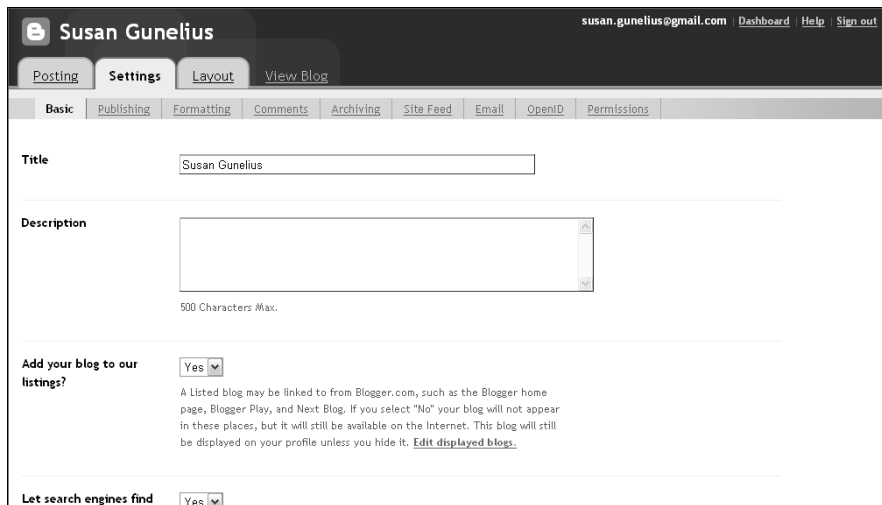 susan.gunelius@gmail.com | Dashboard | Help | Sign out
Susan Gunelius
Posting Settings Layout View Blog
Basic Publishing Formatting Comments Archiving Site Feed Email OpenID Permissions
Title
Susan Gunelius
Description
500 Characters Max.
Add your blog to our
listings?
Yes
A Listed blog may be linked to from Blogger.com, such as the Blogger home
page, Blogger Play, and Next Blog. If you select "No" your blog will not appear
in these places, but it will still be available on the Internet. This blog will still
be displayed on your profile unless you hide it. Edit displayed blogs.
Let search engines find
Yes